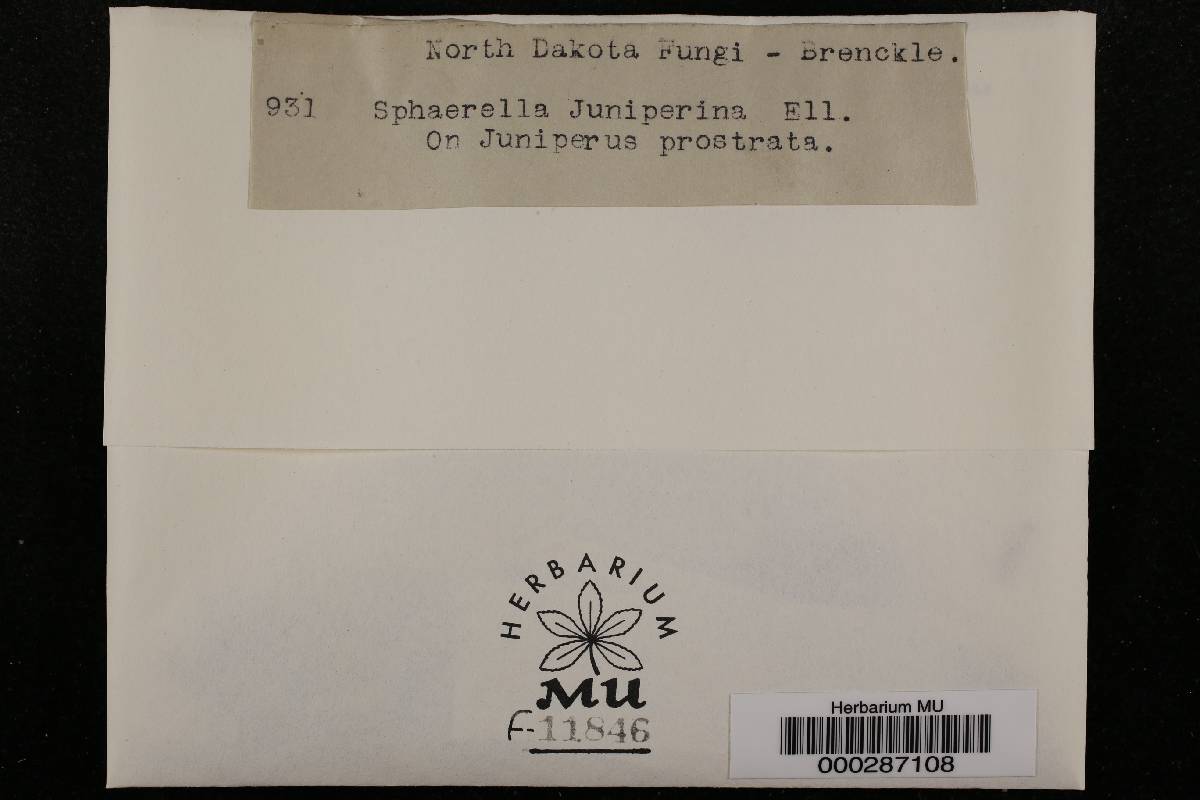 North Dakota Fungi - Brenckle.
931 Sphaerella Juniperina Ell.
On Juniperus prostrata.
HERBARIUM
MU
F-11846
Herbarium MU
000287108